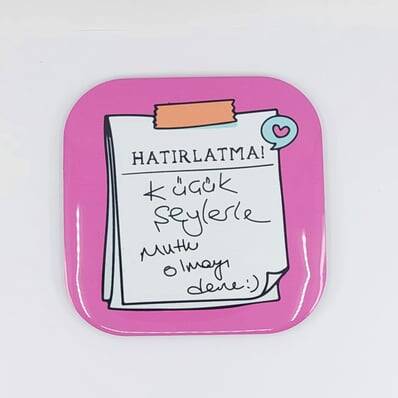 HATIRLATMA!
Küçük
şeylerle
Mutlu
olmayı
dene:)